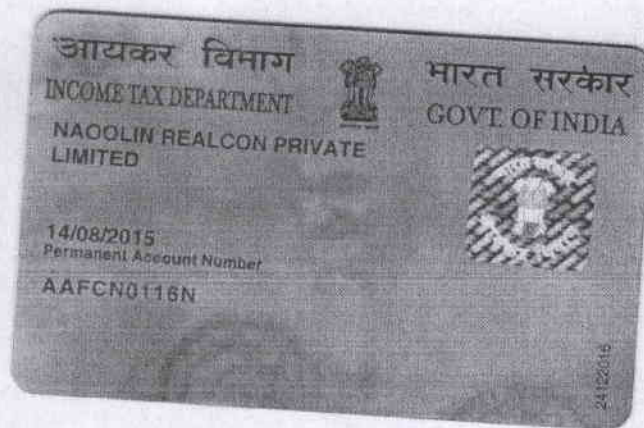 आयकर विभाग
INCOME TAX DEPARTMENT
भारत सरकार
GOVT. OF INDIA
NAOOLIN REALCON PRIVATE
LIMITED
14/08/2015
Permanent Account Number
AAFCN0116N
24122015